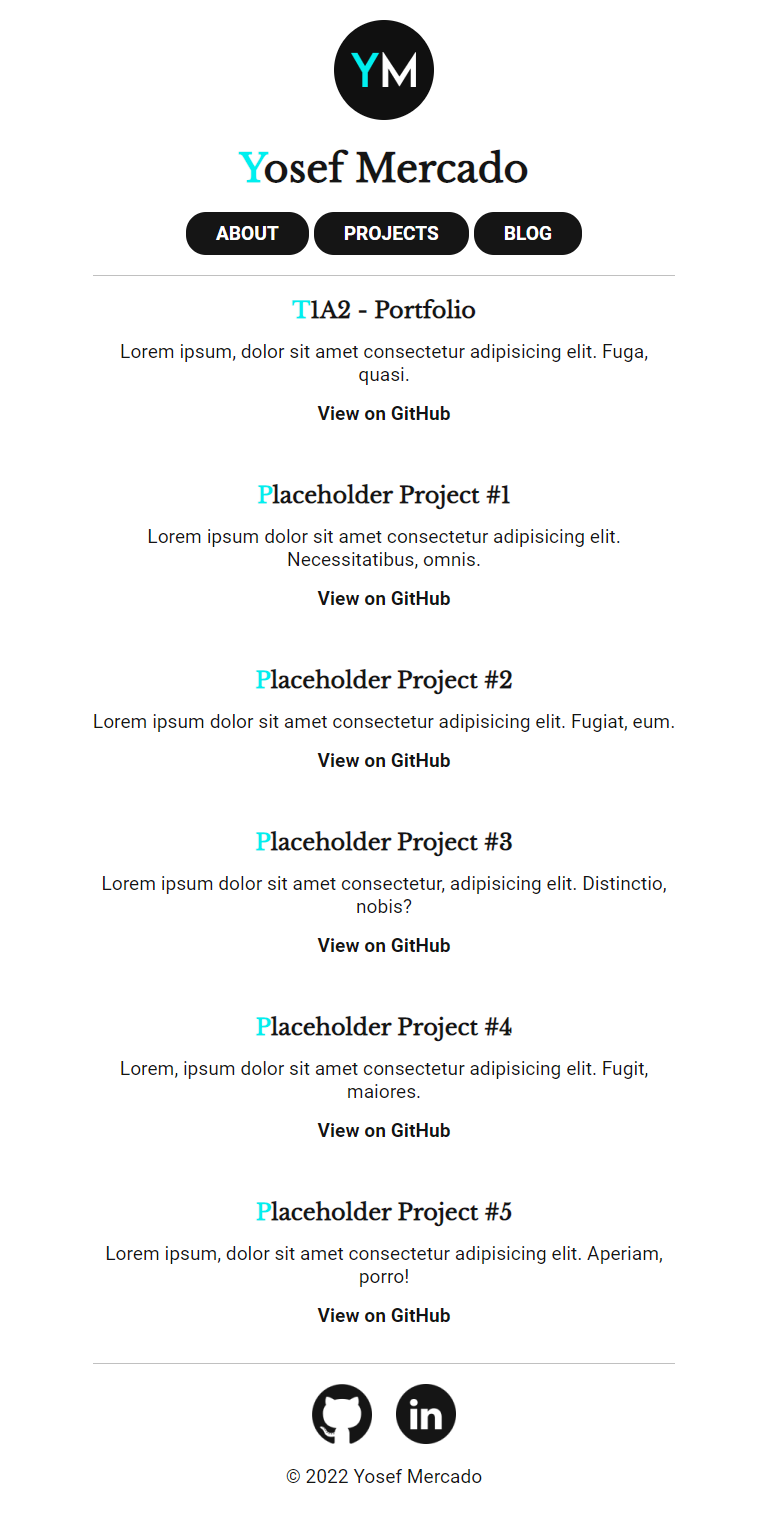 YM
Yosef Mercado
ABOUT PROJECTS BLOG
T1A2 - Portfolio
Lorem ipsum, dolor sit amet consectetur adipisicing elit. Fuga,
quasi.
View on GitHub
Placeholder Project #1
Lorem ipsum dolor sit amet consectetur adipisicing elit.
Necessitatibus, omnis.
View on GitHub
Placeholder Project #2
Lorem ipsum dolor sit amet consectetur adipisicing elit. Fugiat, eum.
View on GitHub
Placeholder Project #3
Lorem ipsum dolor sit amet consectetur, adipisicing elit. Distinctio,
nobis?
View on GitHub
Placeholder Project #4
Lorem, ipsum dolor sit amet consectetur adipisicing elit. Fugit,
maiores.
View on GitHub
Placeholder Project #5
Lorem ipsum, dolor sit amet consectetur adipisicing elit. Aperiam,
porro!
View on GitHub
in
© 2022 Yosef Mercado